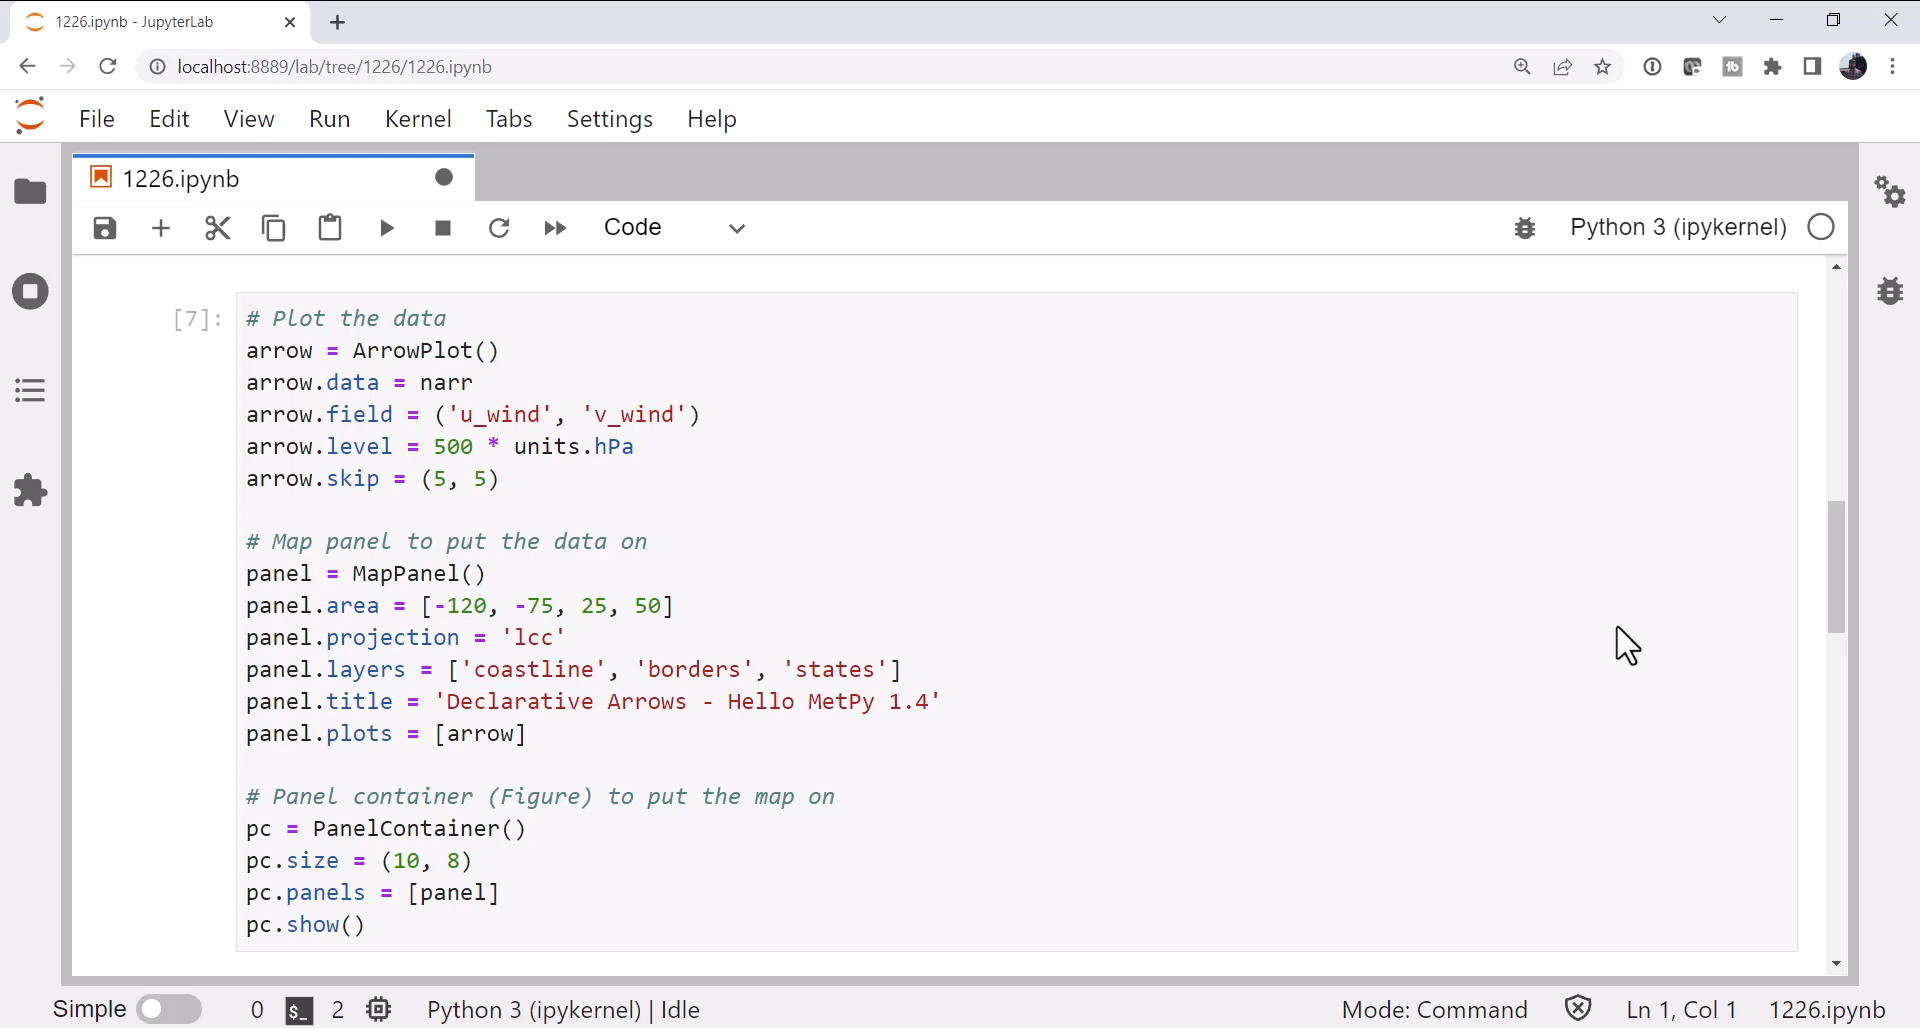 1226.ipynb - JupyterLab
localhost:8889/lab/tree/1226/1226.ipynb
File Edit View Run Kernel Tabs Settings Help
1226.ipynb
Code
Python 3 (ipykernel)
[7]: # Plot the data
arrow = ArrowPlot()
arrow.data = narr
arrow.field = ('u_wind', 'v_wind')
arrow.level = 500 * units.hPa
arrow.skip = (5, 5)
# Map panel to put the data on
panel = MapPanel()
panel.area = [-120, -75, 25, 50]
panel.projection = 'lcc'
panel.layers = ['coastline', 'borders', 'states']
panel.title = 'Declarative Arrows - Hello MetPy 1.4'
panel.plots = [arrow]
# Panel container (Figure) to put the map on
pc = PanelContainer()
pc.size = (10, 8)
pc.panels = [panel]
pc.show()
Simple 0 $_ 2 Python 3 (ipykernel) | Idle Mode: Command Ln 1, Col 1 1226.ipynb